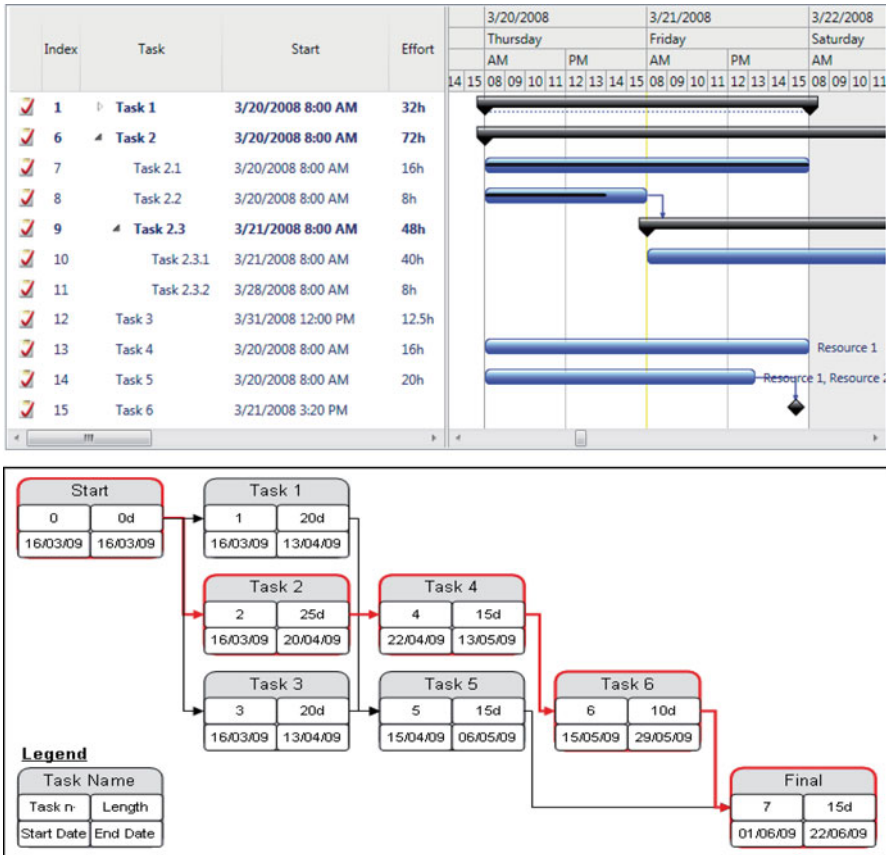 3/20/2008 3/21/2008 3/22/2008
Index Task Start Effort Thursday Friday Saturday
AM PM AM PM AM
14 15 08 09 10 11 12 13 14 15 08 09 10 11 12 13 14 15 08 09 10 11
1 Task 1 3/20/2008 8:00 AM 32h
6 Task 2 3/20/2008 8:00 AM 72h
7 Task 2.1 3/20/2008 8:00 AM 16h
8 Task 2.2 3/20/2008 8:00 AM 8h
9 Task 2.3 3/21/2008 8:00 AM 48h
10 Task 2.3.1 3/21/2008 8:00 AM 40h
11 Task 2.3.2 3/28/2008 8:00 AM 8h
12 Task 3 3/31/2008 12:00 PM 12.5h
13 Task 4 3/20/2008 8:00 AM 16h Resource 1
14 Task 5 3/20/2008 8:00 AM 20h Resource 1, Resource 2
15 Task 6 3/21/2008 3:20 PM
Start
0 0d
16/03/09 16/03/09
Task 1
1 20d
16/03/09 13/04/09
Task 2
2 25d
16/03/09 20/04/09
Task 4
4 15d
22/04/09 13/05/09
Task 3
3 20d
16/03/09 13/04/09
Task 5
5 15d
15/04/09 06/05/09
Task 6
6 10d
15/05/09 29/05/09
Legend
Task Name
Task n· Length
Start Date End Date
Final
7 15d
01/06/09 22/06/09